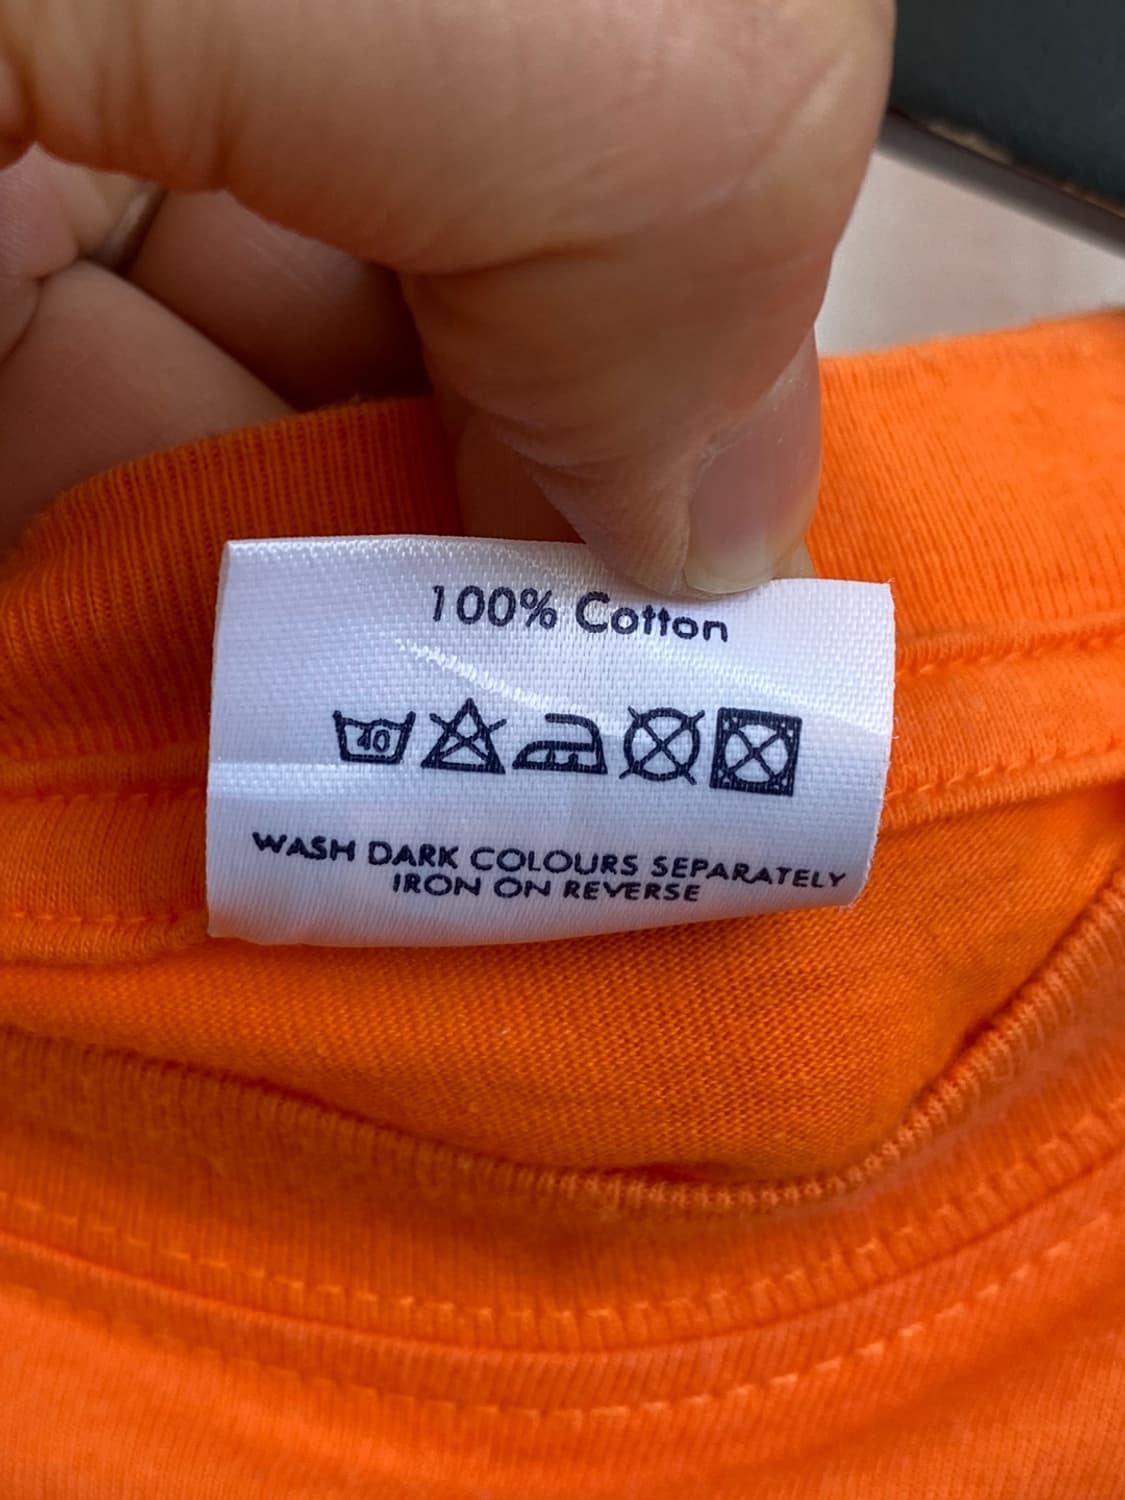 100% Cotton
40
WASH DARK COLOURS SEPARATELY
IRON ON REVERSE